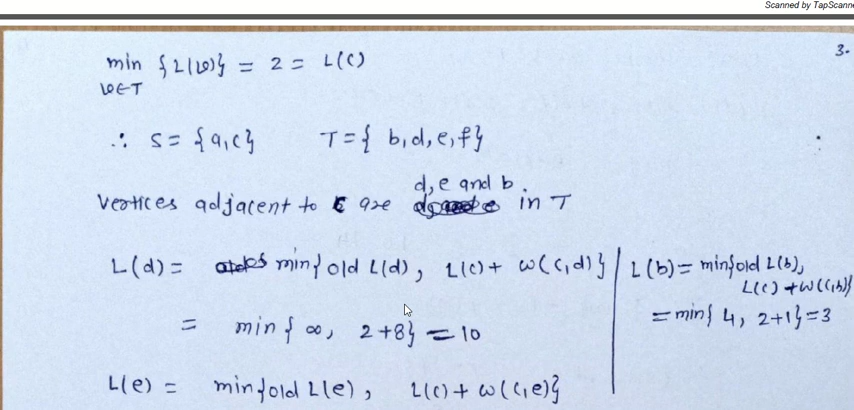 Scanned by TapScanne
3.
min {L(v)} = 2 = L(c)
v∈T
∴ S = {a,c}   T = { b,d,e,f}
d,e and b
Vertices adjacent to c are in T
L(d) = min{ old L(d), L(c) + w(c,d)}
= min { ∞, 2+8} = 10
L(e) = min{old L(e), L(c) + w(c,e)}
L(b) = min{old L(b),
L(c) + w(c,b)}
= min{ 4, 2+1} = 3